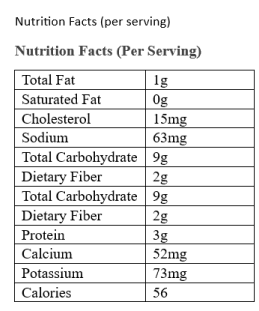 Nutrition Facts (per serving)
Nutrition Facts (Per Serving)
Total Fat 1g
Saturated Fat 0g
Cholesterol 15mg
Sodium 63mg
Total Carbohydrate 9g
Dietary Fiber 2g
Total Carbohydrate 9g
Dietary Fiber 2g
Protein 3g
Calcium 52mg
Potassium 73mg
Calories 56